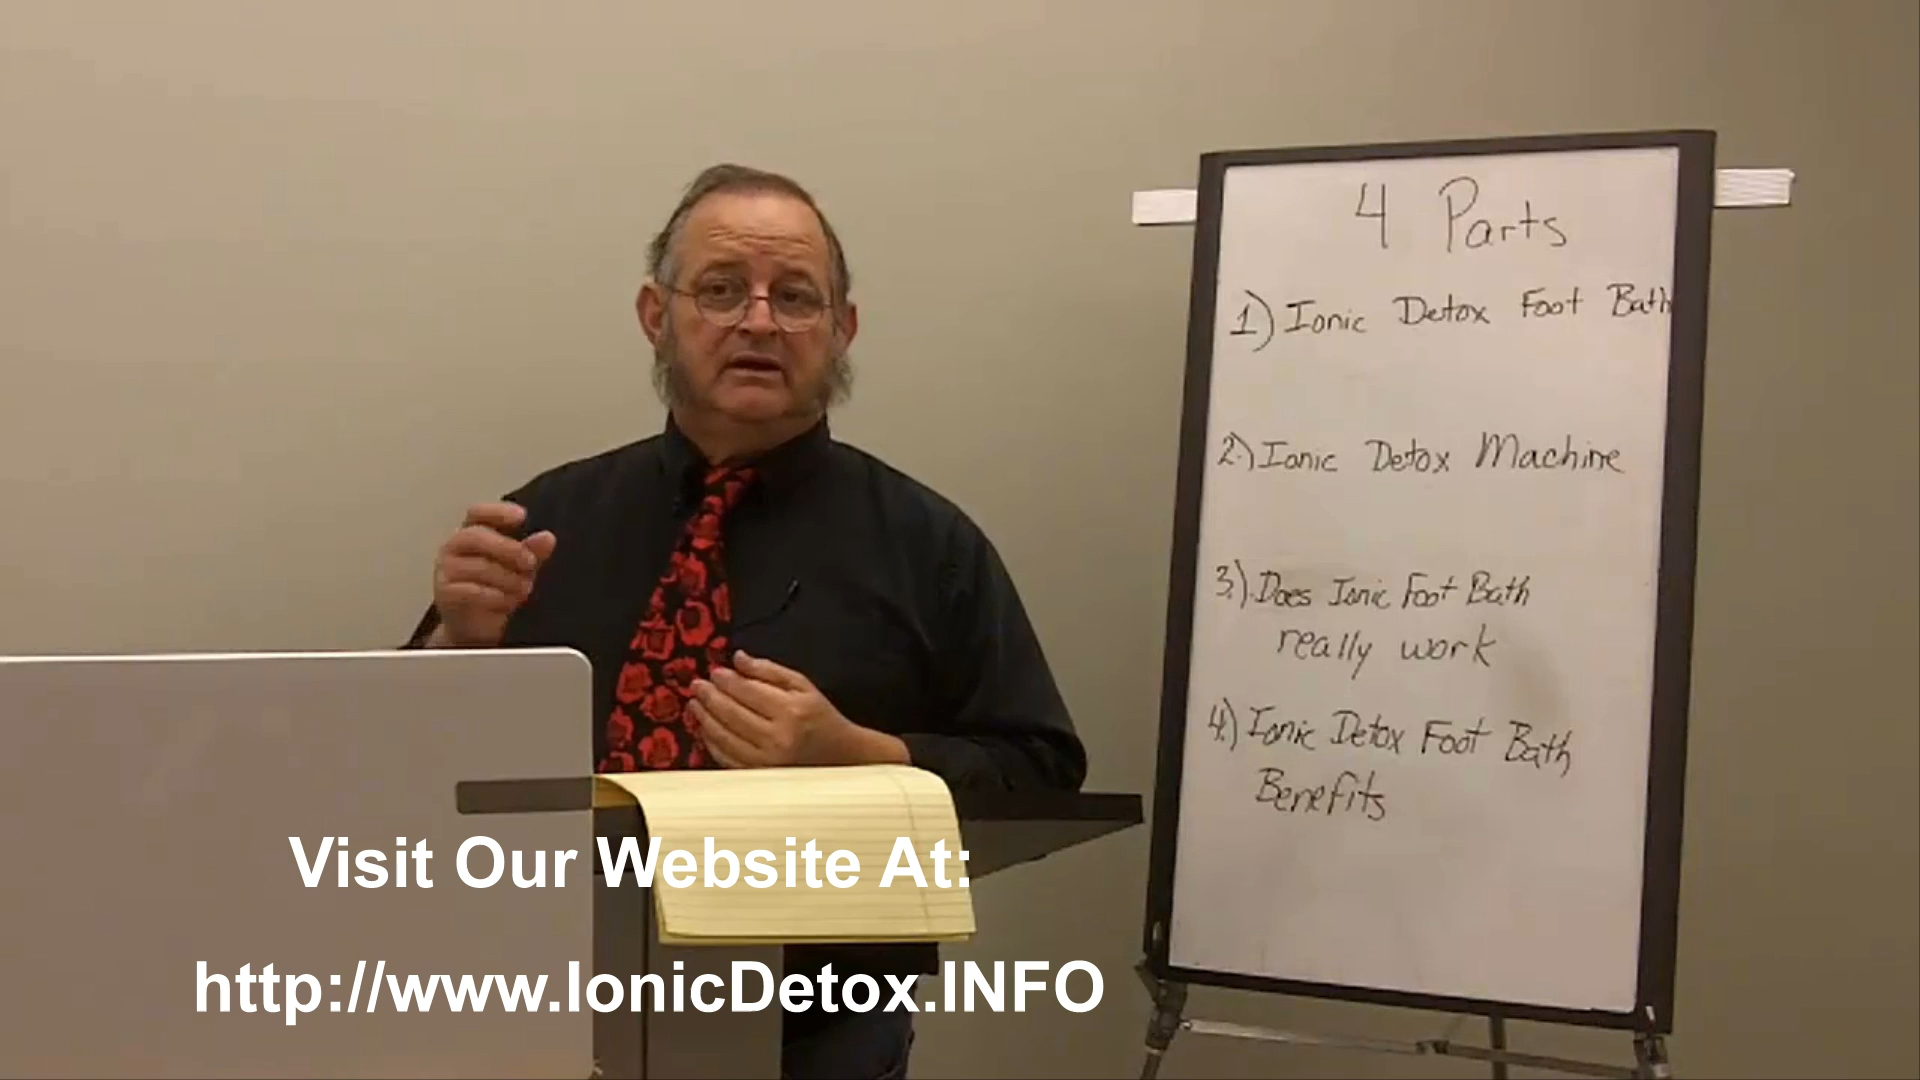 4 Parts
1.) Ionic Detox Foot Bath
2.) Ionic Detox Machine
3.) Does Ionic Foot Bath
really work
4.) Ionic Detox Foot Bath
Benefits
Visit Our Website At:
http://www.IonicDetox.INFO